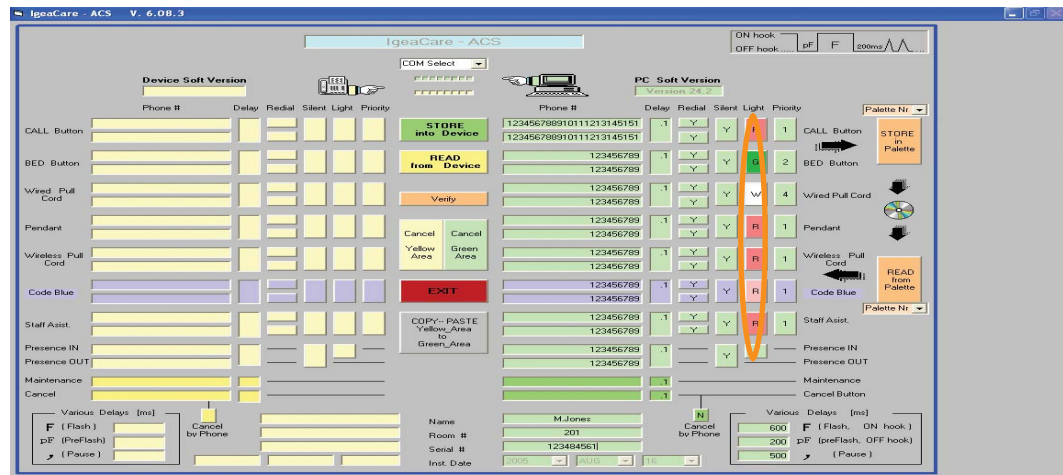 IgeaCare - ACS V. 6.0B.3
IgeaCare - ACS
ON hook
OFF hook
pF F 200ms
COM Select
Device Soft Version
PC Soft Version
Version 24.2
Phone # Delay Redial Silent Light Priority
Phone # Delay Redial Silent Light Priority
Palette Nr
CALL Button
STORE into Device
12345678891011121314151 .1 Y Y R 1
12345678891011121314151 Y
CALL Button
STORE in Palette
BED Button
READ from Device
123456789 .1 Y Y G 2
123456789 Y
BED Button
Wired Pull Cord
Verify
123456789 .1 Y Y W 4
123456789 Y
Wired Pull Cord
Pendant
Cancel Yellow Area
Cancel Green Area
123456789 .1 Y Y R 1
123456789 Y
Pendant
Wireless Pull Cord
123456789 .1 Y Y R 1
123456789 Y
Wireless Pull Cord
READ from Palette
Code Blue
EXIT
123456789 .1 Y Y R 1
123456789 Y
Code Blue
Palette Nr
Staff Asist.
COPY-- PASTE
Yellow_Area
to
Green_Area
123456789 .1 Y Y R 1
123456789 Y
Staff Asist.
Presence IN
123456789 .1 Y
Presence IN
Presence OUT
123456789
Presence OUT
Maintenance
.1
Maintenance
Cancel
.1
Cancel Button
Various Delays [ms]
F ( Flash )
pF (PreFlash)
, ( Pause )
Cancel by Phone
Name M.Jones
Room # 201
Serial # 123484561
Inst. Date 2005 AUG 16
N
Cancel by Phone
Various Delays [ms]
600 F ( Flash, ON hook )
200 pF (preFlash, OFF hook)
500 , ( Pause )